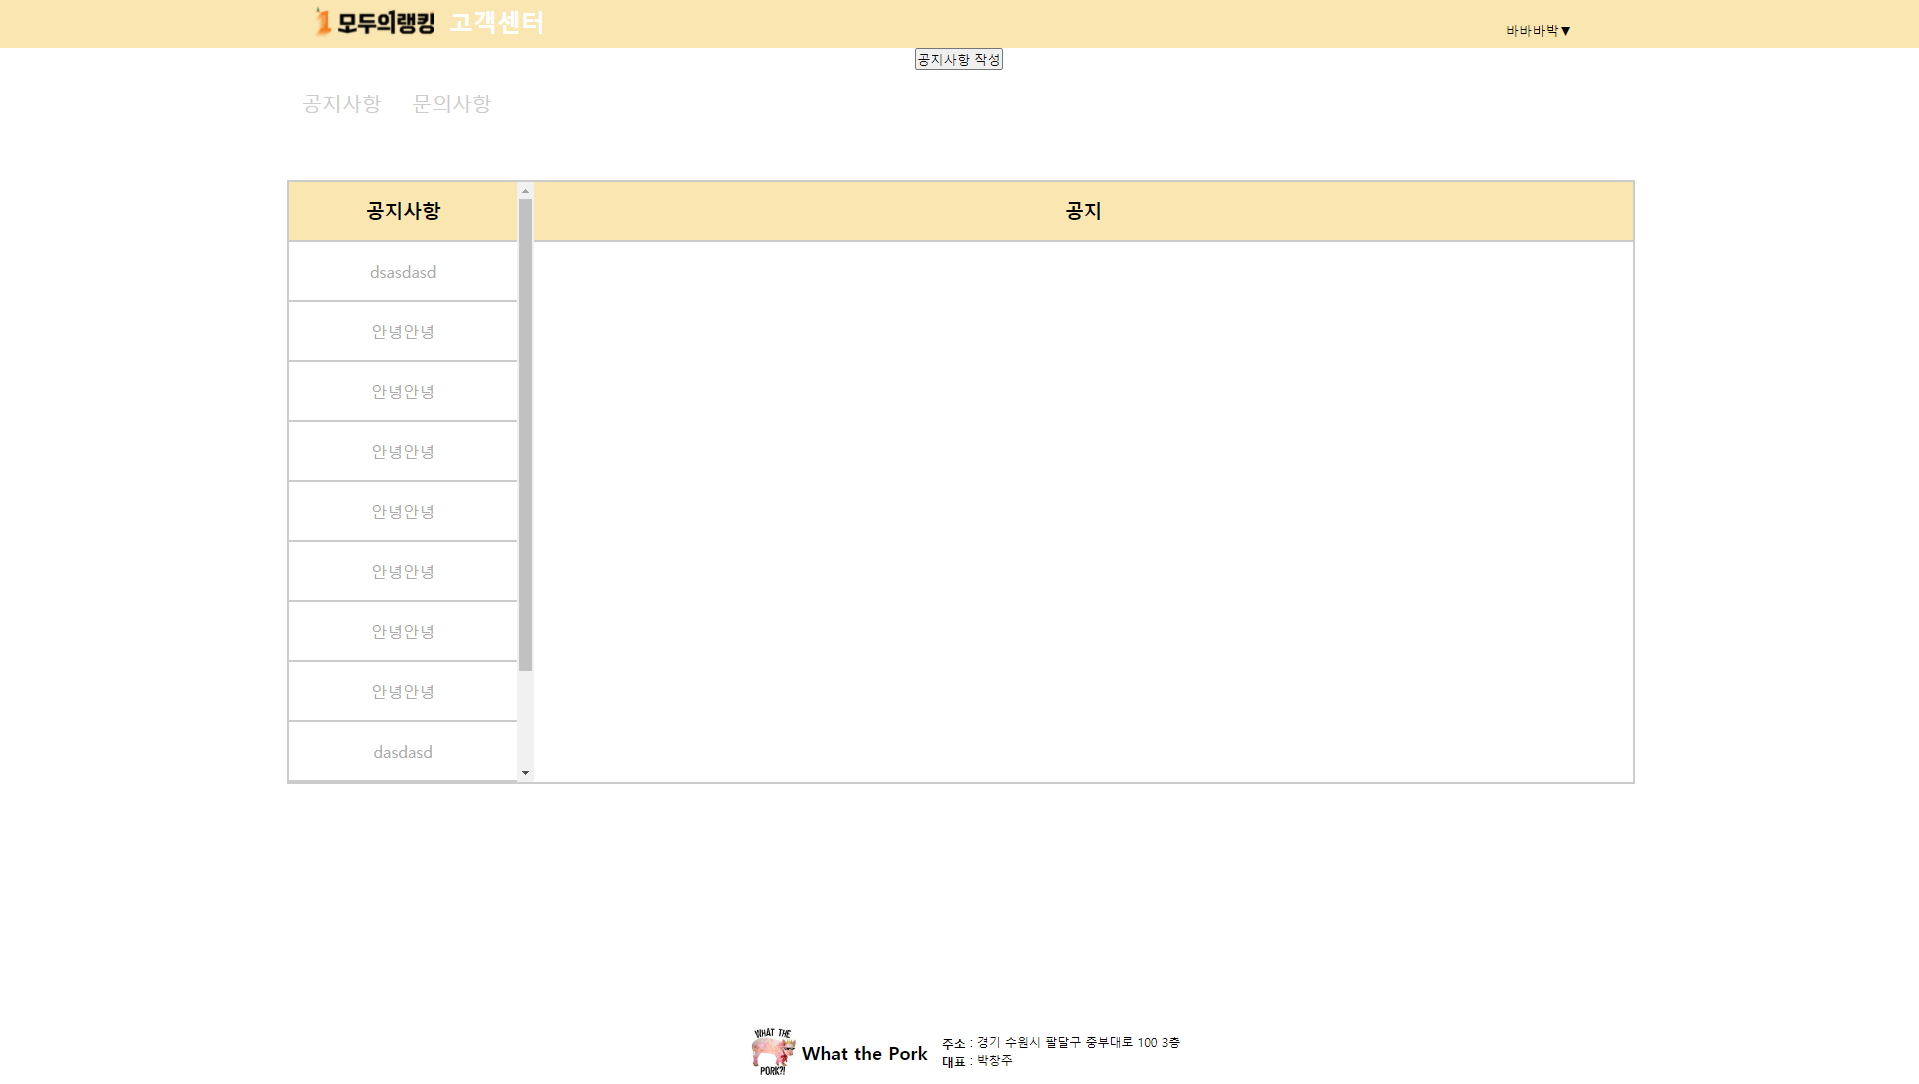 모두의랭킹 고객센터
바바바박▼
공지사항 작성
공지사항 문의사항
공지사항
공지
dsasdasd
안녕안녕
안녕안녕
안녕안녕
안녕안녕
안녕안녕
안녕안녕
안녕안녕
dasdasd
WHAT THE
PORK?!
What the Pork
주소 : 경기 수원시 팔달구 중부대로 100 3층
대표 : 박창주